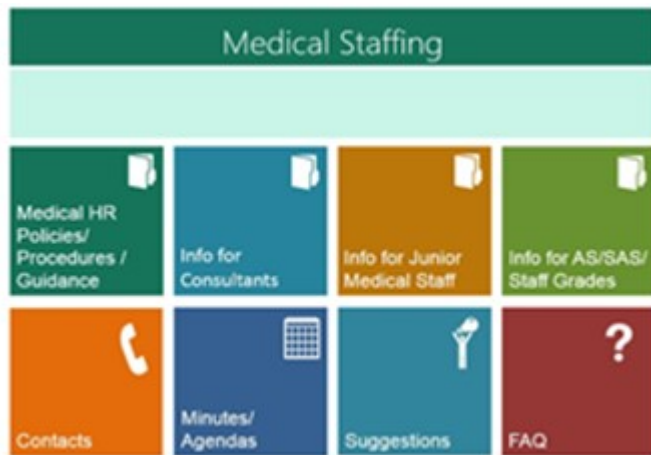 Medical Staffing
Medical HR
Policies/
Procedures /
Guidance
Info for
Consultants
Info for Junior
Medical Staff
Info for AS/SAS/
Staff Grades
Contacts
Minutes/
Agendas
Suggestions
?
FAQ